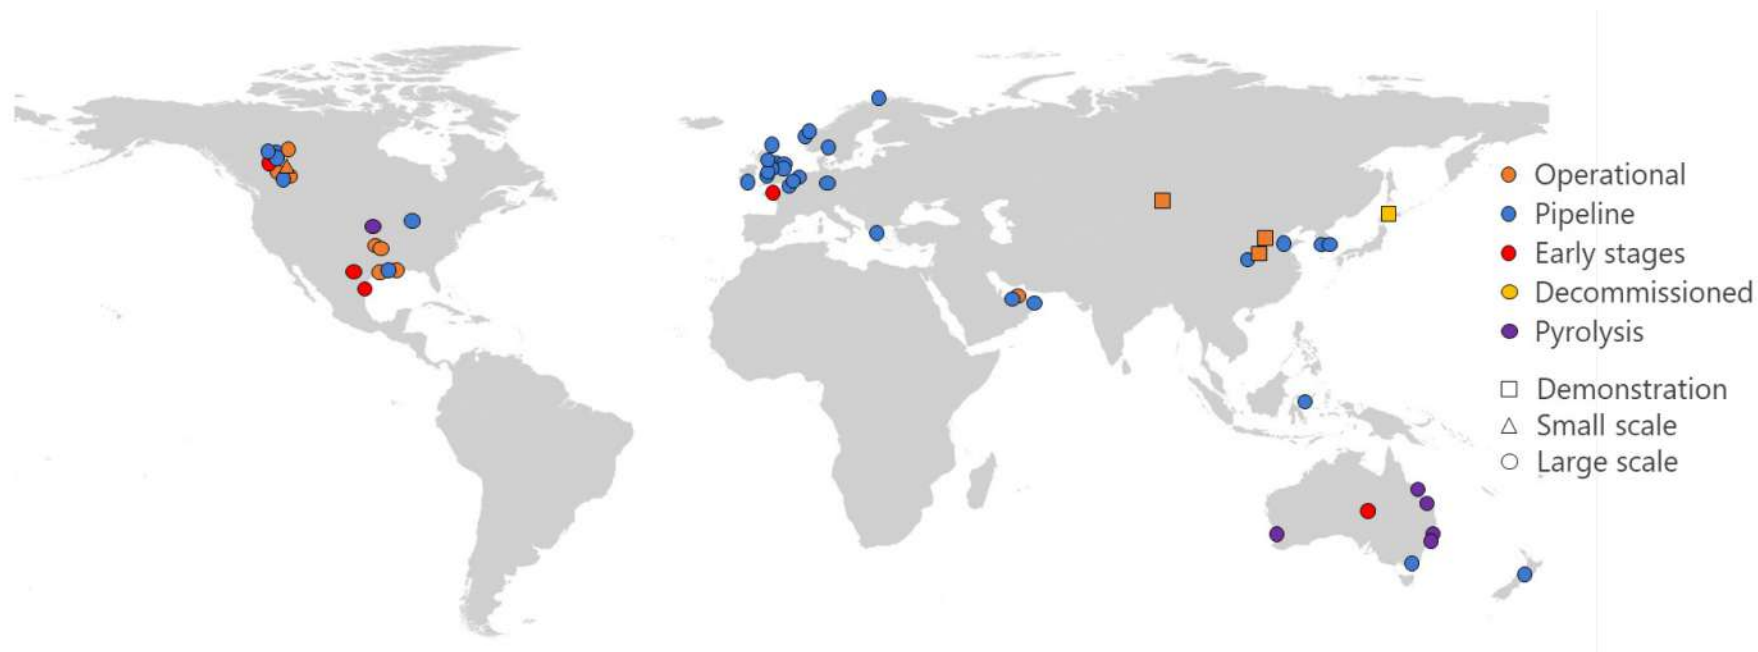 Operational
Pipeline
Early stages
Decommissioned
Pyrolysis
Demonstration
Small scale
Large scale